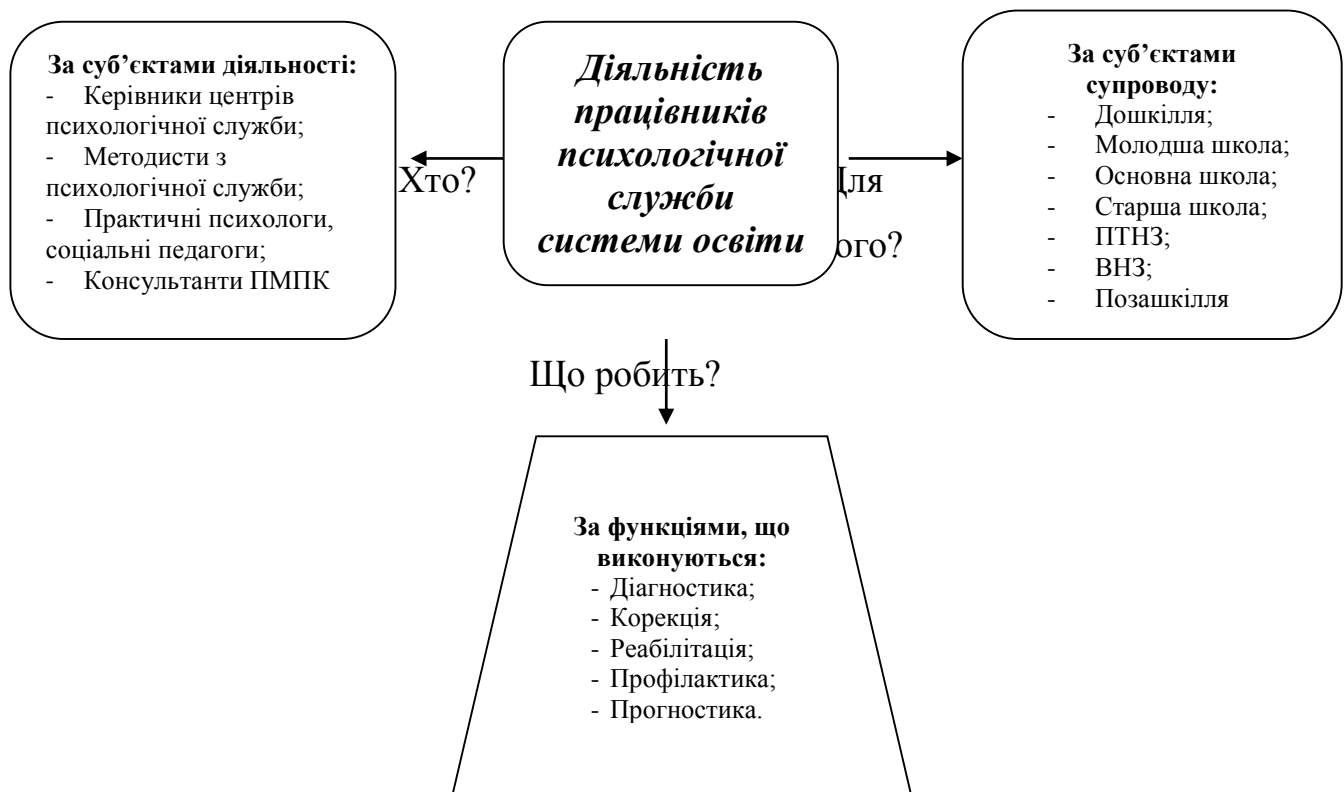 За суб’єктами діяльності:
- Керівники центрів
психологічної служби;
- Методисти з
психологічної служби;
- Практичні психологи,
соціальні педагоги;
- Консультанти ПМПК
Хто?
Діяльність
працівників
психологічної
служби
системи освіти
За суб’єктами
супроводу:
- Дошкілля;
- Молодша школа;
- Основна школа;
- Старша школа;
- ПТНЗ;
- ВНЗ;
- Позашкілля
Що робить?
За функціями, що
виконуються:
- Діагностика;
- Корекція;
- Реабілітація;
- Профілактика;
- Прогностика.